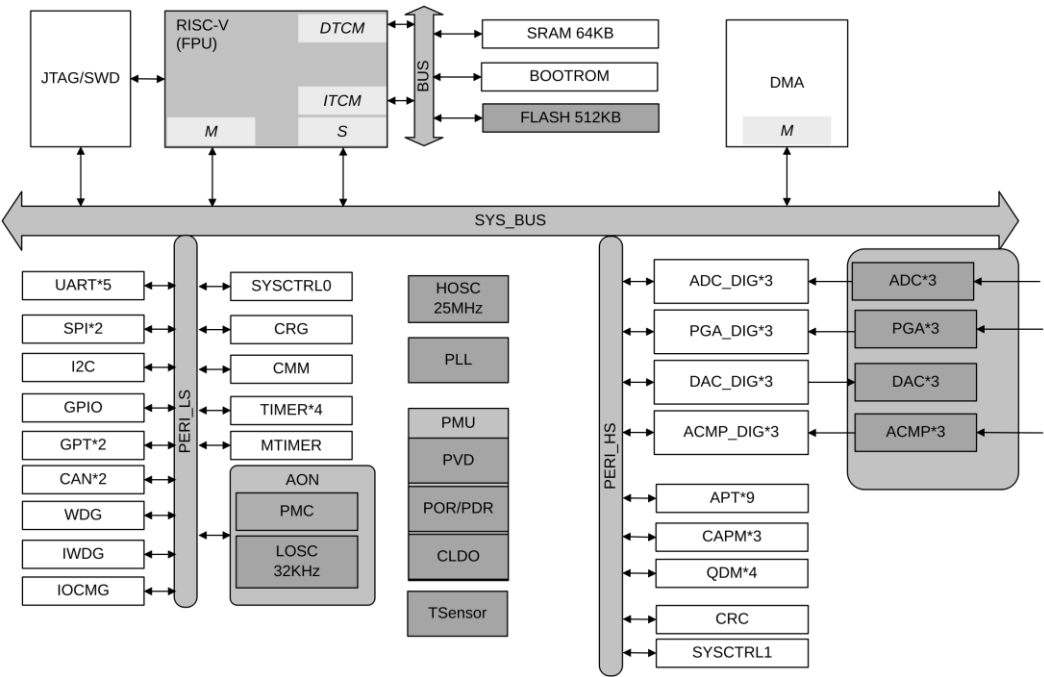 JTAG/SWD
RISC-V
(FPU)
DTCM
ITCM
M
S
BUS
SRAM 64KB
BOOTROM
FLASH 512KB
DMA
M
SYS_BUS
UART*5
SPI*2
I2C
GPIO
GPT*2
CAN*2
WDG
IWDG
IOCMG
PERI_LS
SYSCTRL0
CRG
CMM
TIMER*4
MTIMER
AON
PMC
LOSC
32KHz
HOSC
25MHz
PLL
PMU
PVD
POR/PDR
CLDO
TSensor
PERI_HS
ADC_DIG*3
PGA_DIG*3
DAC_DIG*3
ACMP_DIG*3
APT*9
CAPM*3
QDM*4
CRC
SYSCTRL1
ADC*3
PGA*3
DAC*3
ACMP*3